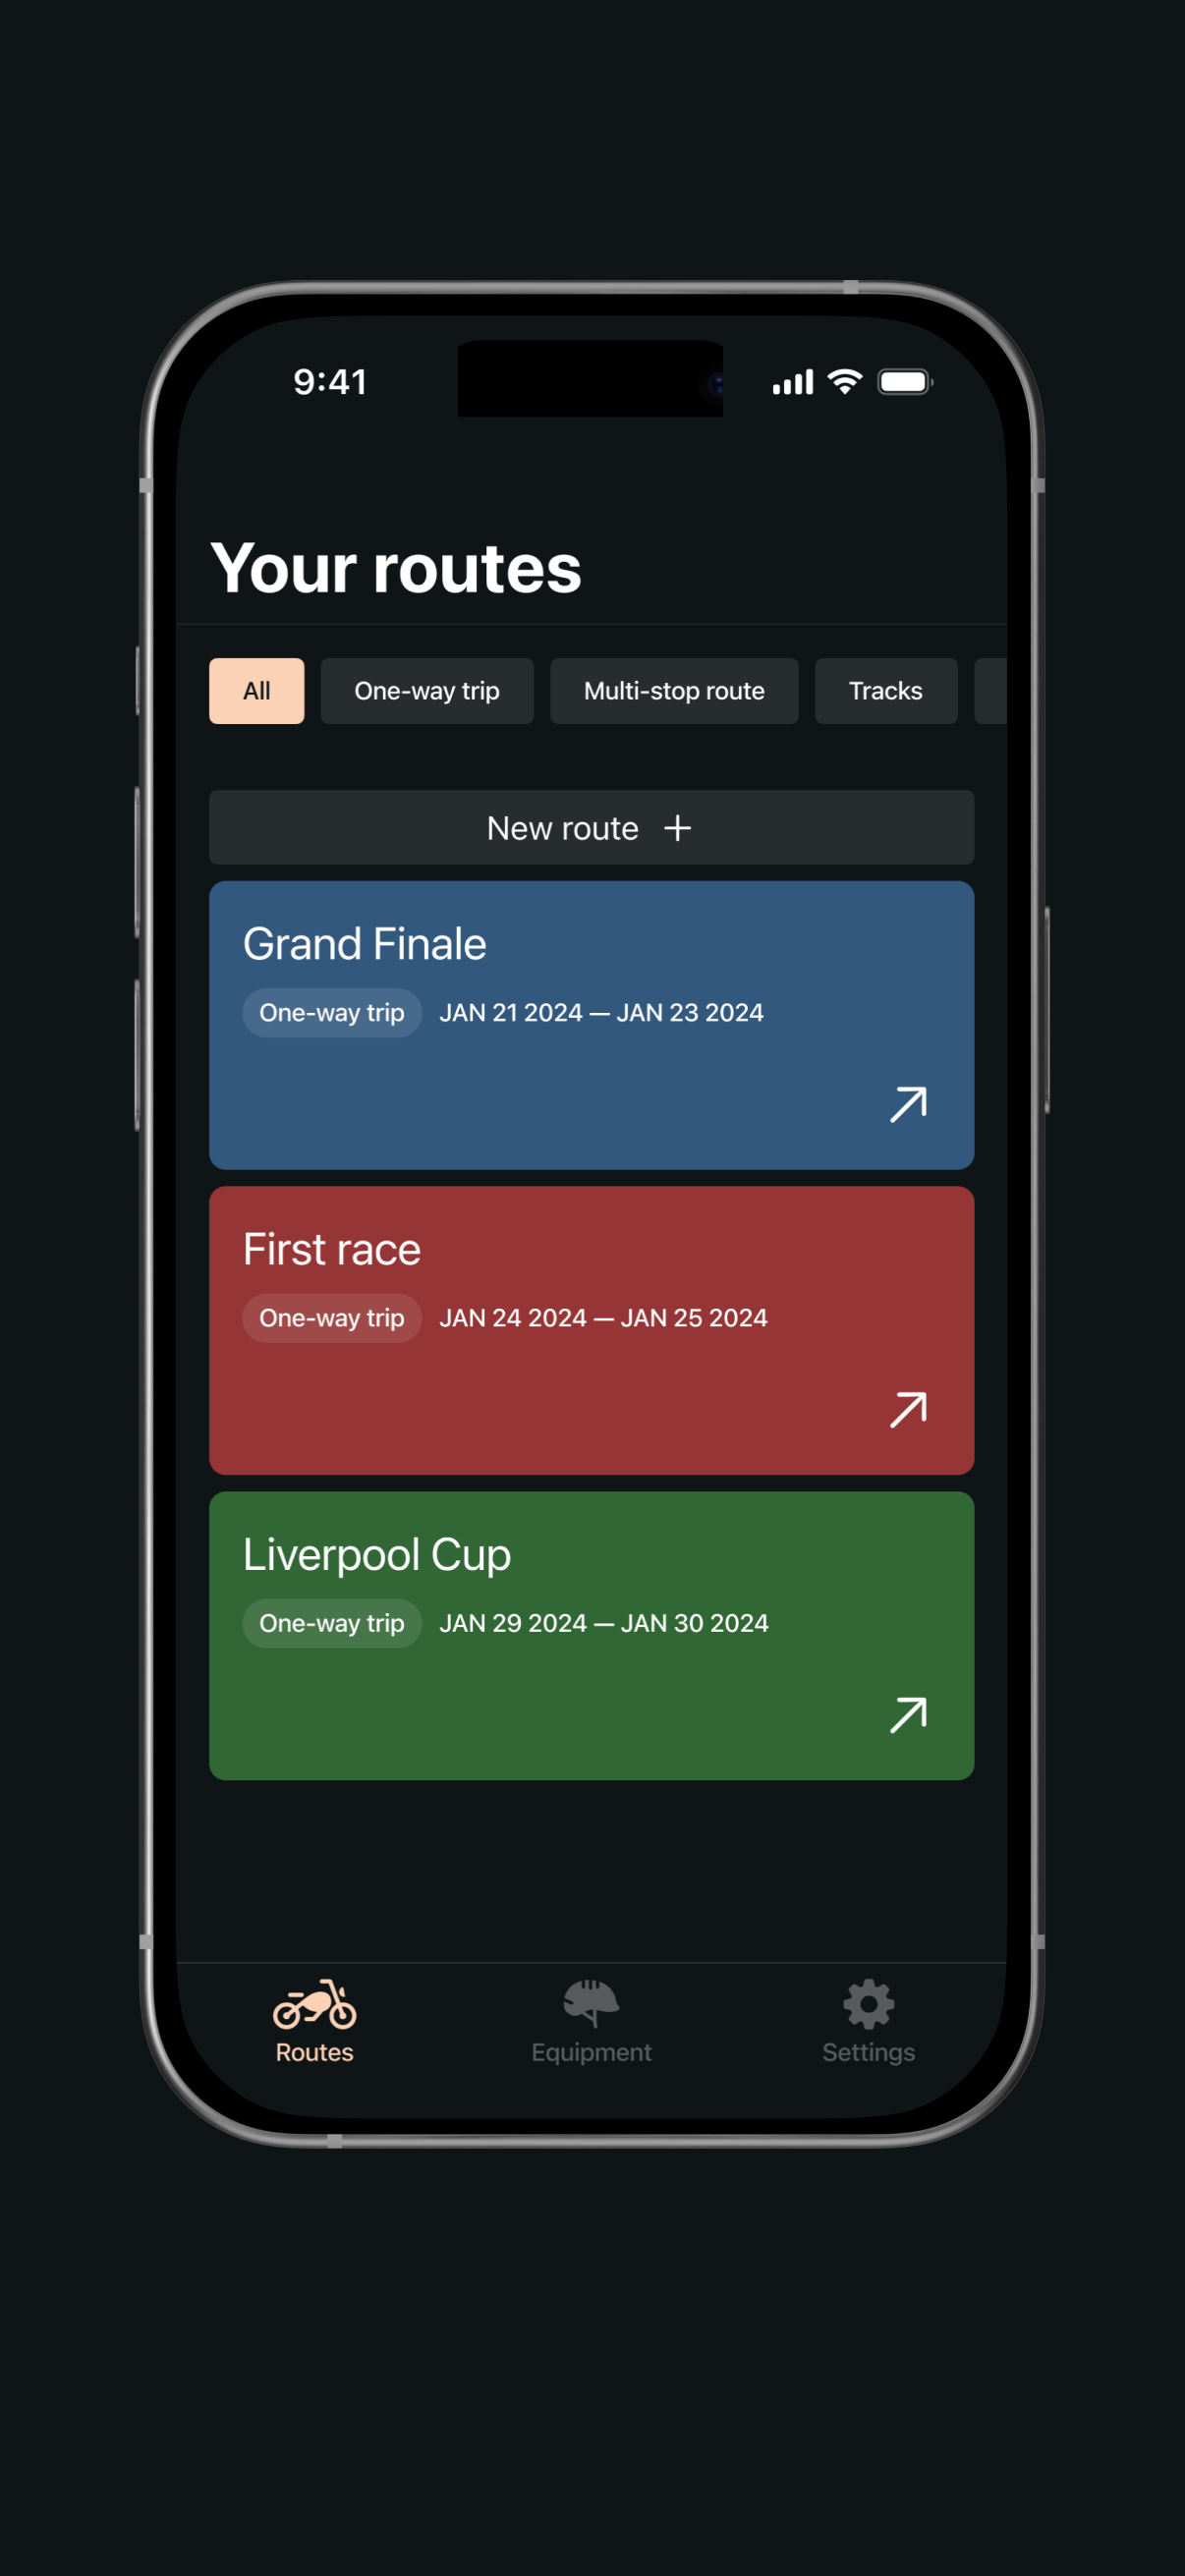 9:41
Your routes
All One-way trip Multi-stop route Tracks
New route +
Grand Finale
One-way trip JAN 21 2024 — JAN 23 2024
First race
One-way trip JAN 24 2024 — JAN 25 2024
Liverpool Cup
One-way trip JAN 29 2024 — JAN 30 2024
Routes Equipment Settings